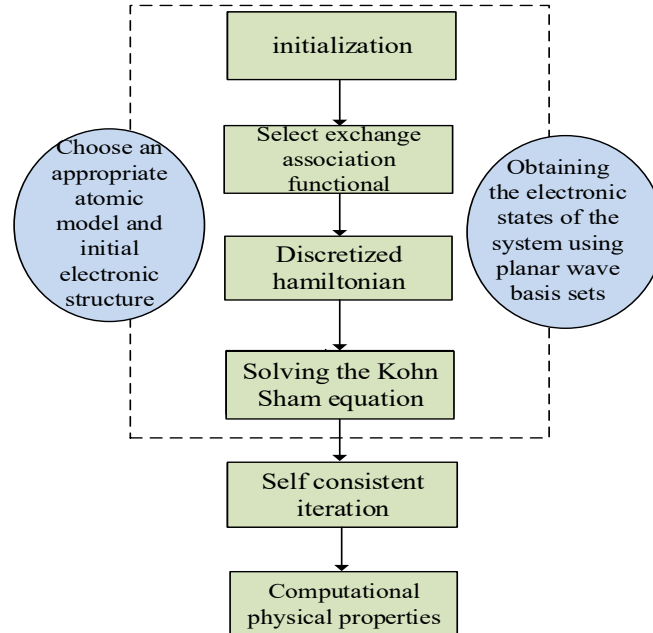 initialization
Select exchange
association
functional
Choose an
appropriate
atomic
model and
initial
electronic
structure
Obtaining
the electronic
states of the
system using
planar wave
basis sets
Discretized
hamiltonian
Solving the Kohn
Sham equation
Self consistent
iteration
Computational
physical properties